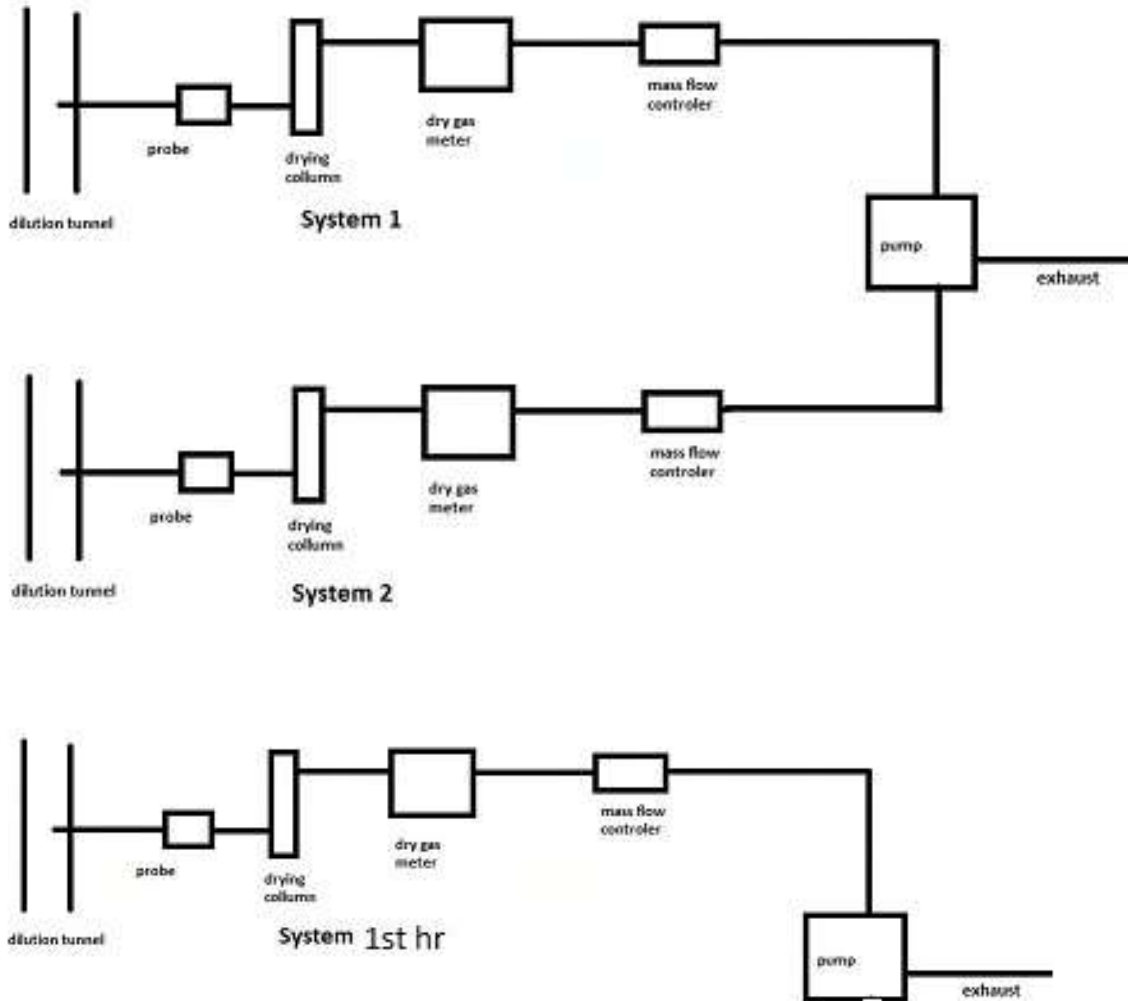 mass flow
controler
dry gas
meter
probe
drying
collumn
dilution tunnel
System 1
pump
exhaust
mass flow
controler
dry gas
meter
probe
drying
collumn
dilution tunnel
System 2
mass flow
controler
dry gas
meter
probe
drying
collumn
dilution tunnel
System 1st hr
pump
exhaust